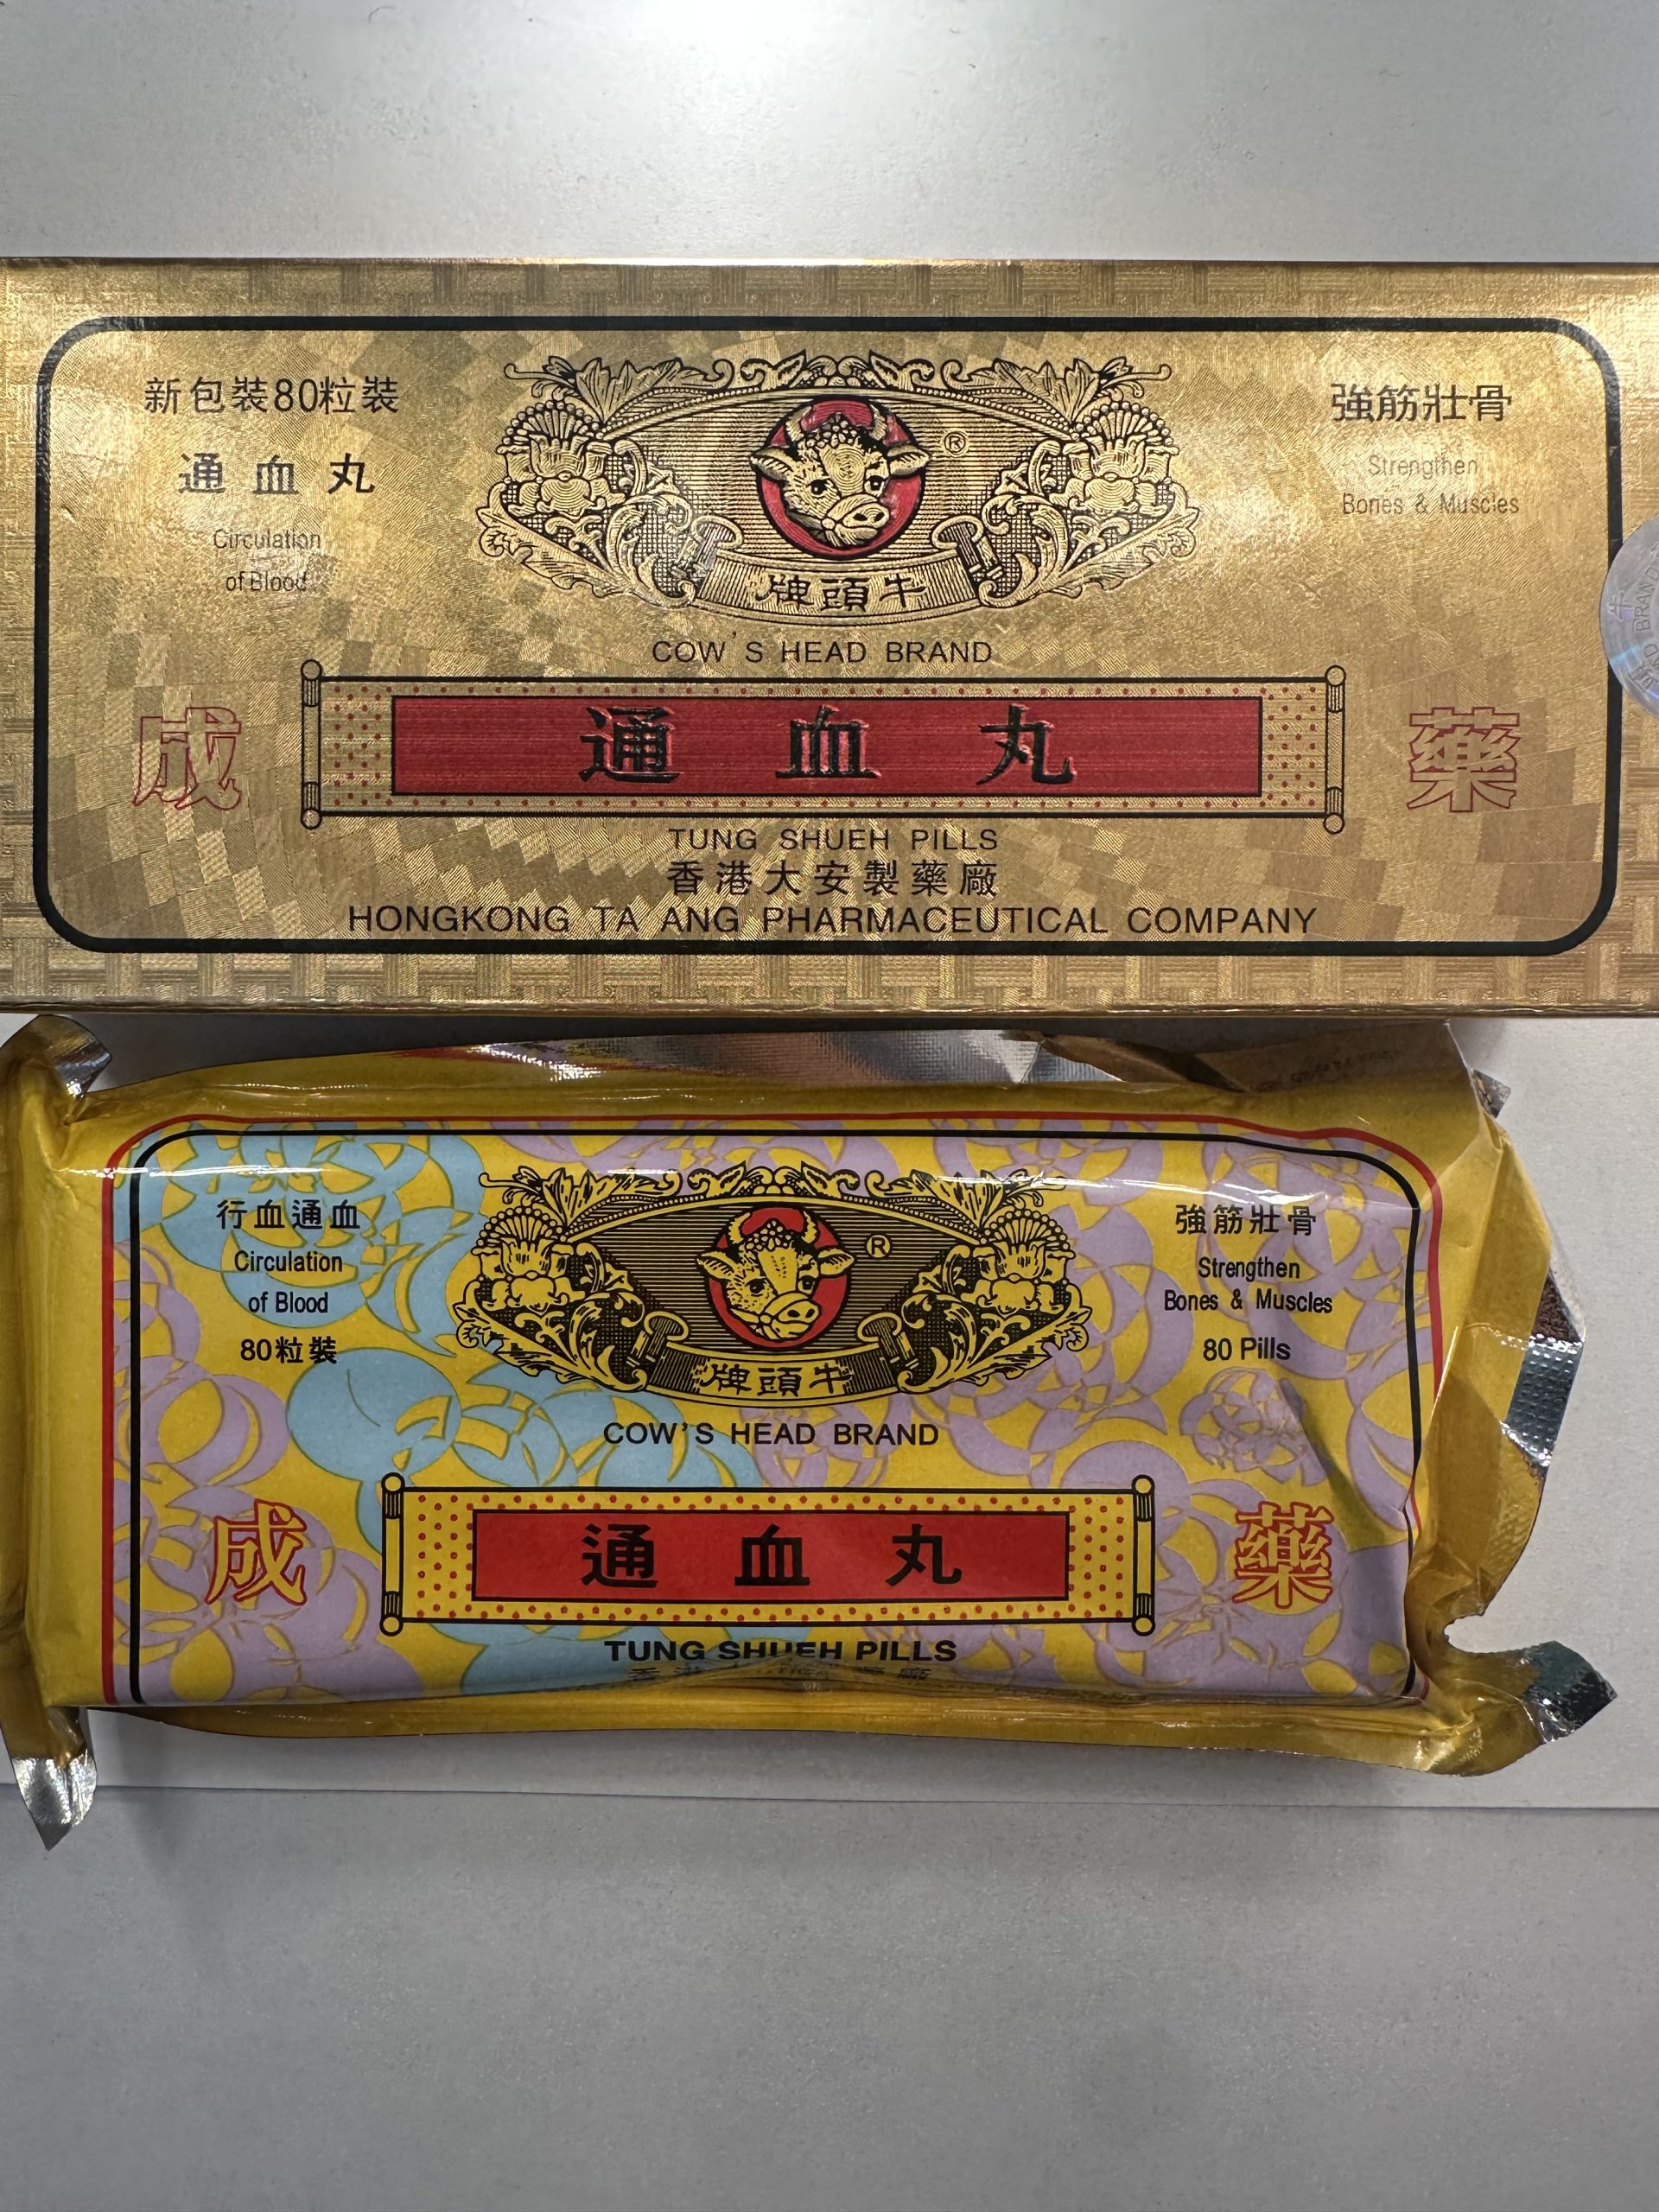 新包裝80粒裝
通血丸
Circulation
of Blood
®
牌頭牛
COW'S HEAD BRAND
強筋壯骨
Strengthen
Bones & Muscles
成
通血丸
藥
TUNG SHUEH PILLS
香港大安製藥廠
HONGKONG TA ANG PHARMACEUTICAL COMPANY
行血通血
Circulation
of Blood
80粒裝
®
牌頭牛
COW'S HEAD BRAND
強筋壯骨
Strengthen
Bones & Muscles
80 Pills
成
通血丸
藥
TUNG SHUEH PILLS